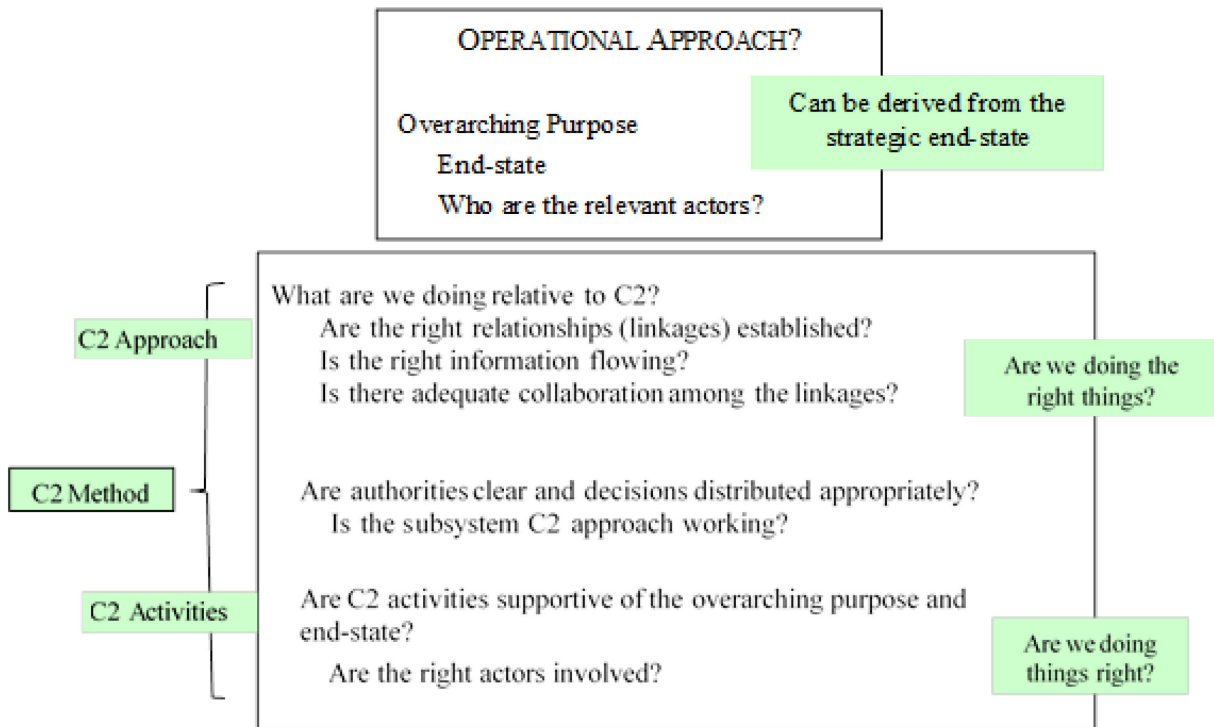 OPERATIONAL APPROACH?
Can be derived from the
strategic end-state
Overarching Purpose
End-state
Who are the relevant actors?
C2 Approach
What are we doing relative to C2?
Are the right relationships (linkages) established?
Is the right information flowing?
Is there adequate collaboration among the linkages?
Are we doing the
right things?
C2 Method
Are authorities clear and decisions distributed appropriately?
Is the subsystem C2 approach working?
C2 Activities
Are C2 activities supportive of the overarching purpose and
end-state?
Are the right actors involved?
Are we doing
things right?